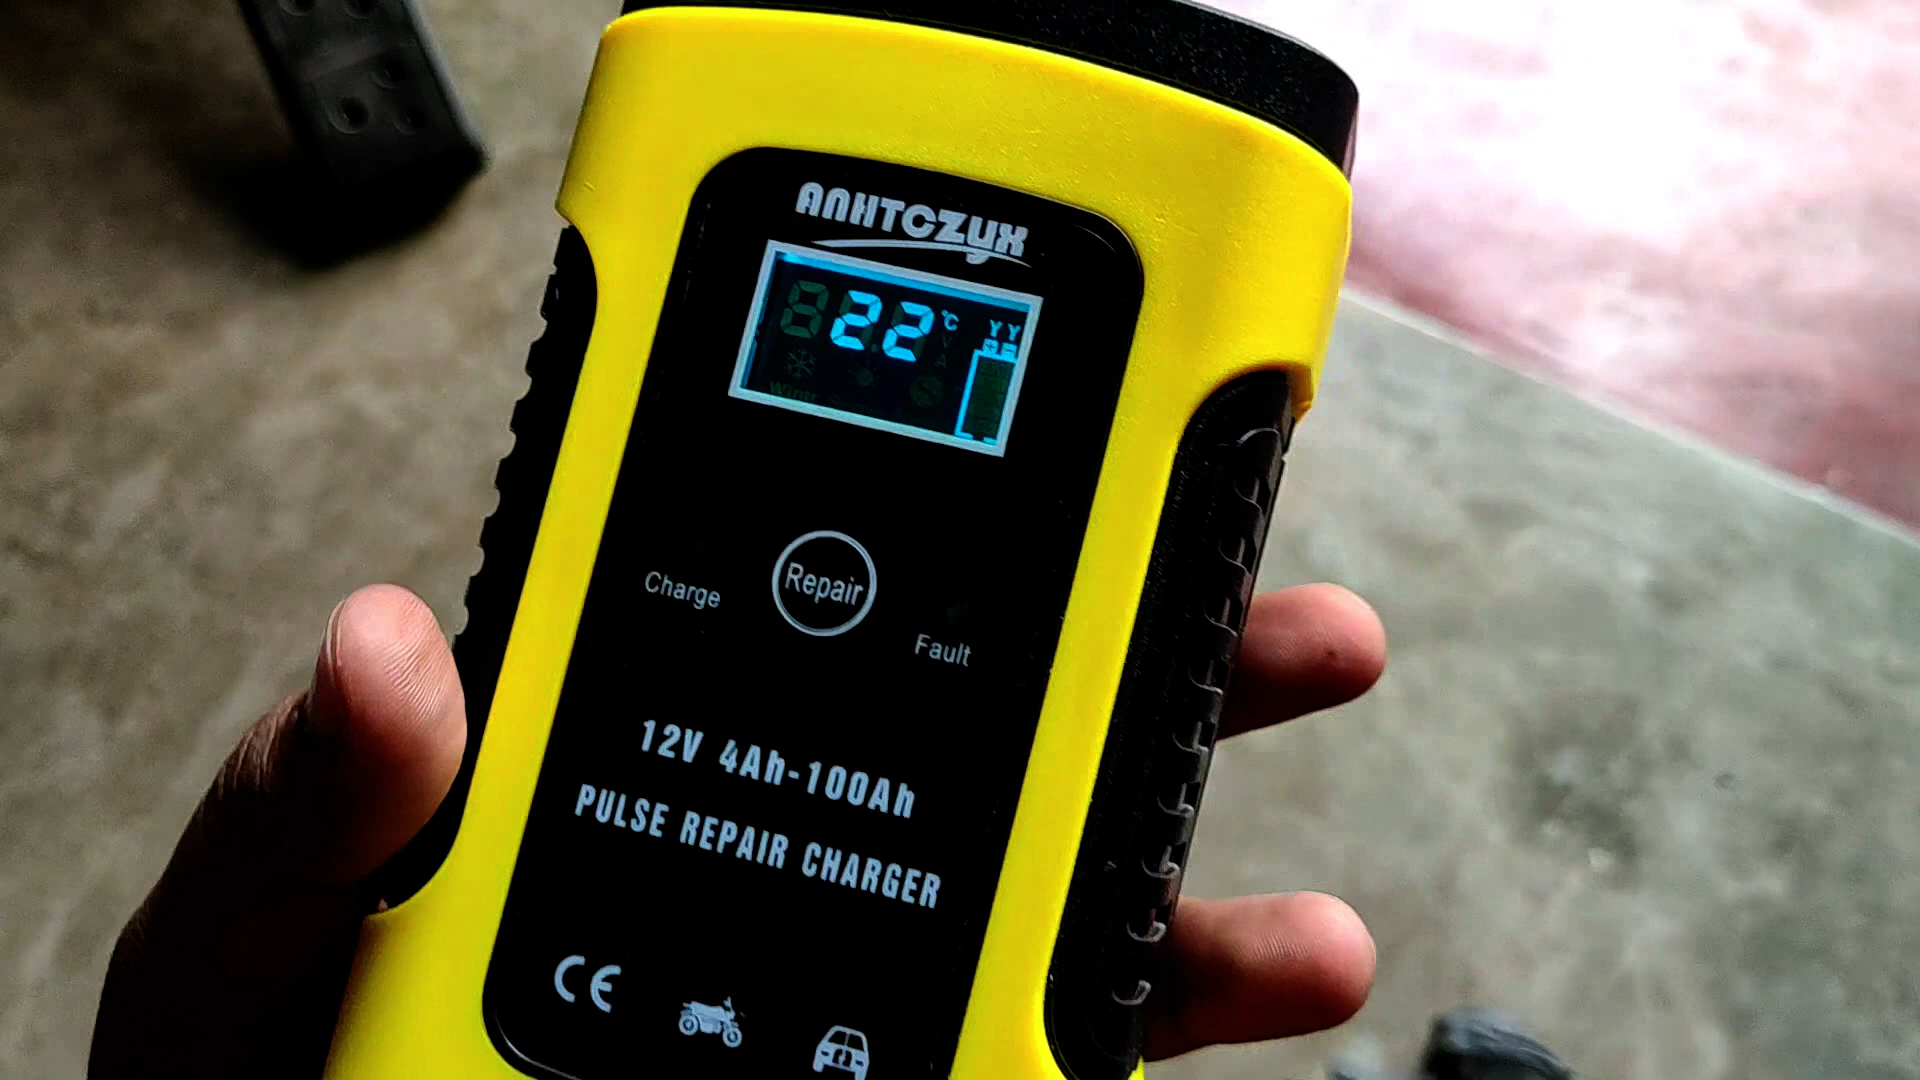 ANHTCZYX
22 °C
Charge
Repair
Fault
12V 4Ah-100Ah
PULSE REPAIR CHARGER
CE